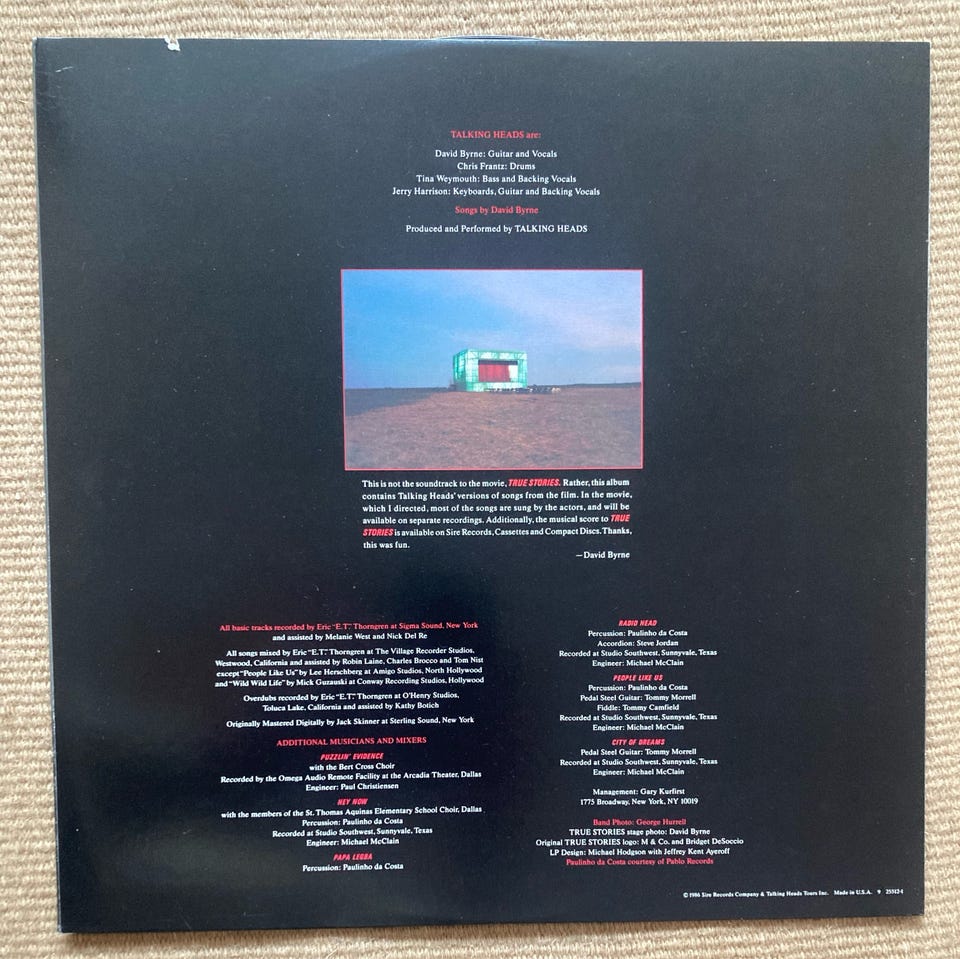 TALKING HEADS are:
David Byrne: Guitar and Vocals
Chris Frantz: Drums
Tina Weymouth: Bass and Backing Vocals
Jerry Harrison: Keyboards, Guitar and Backing Vocals
Songs by David Byrne
Produced and Performed by TALKING HEADS
This is not the soundtrack to the movie, TRUE STORIES. Rather, this album
contains Talking Heads' versions of songs from the film. In the movie,
which I directed, most of the songs are sung by the actors, and will be
available on separate recordings. Additionally, the musical score to TRUE
STORIES is available on Sire Records, Cassettes and Compact Discs. Thanks,
this was fun.
—David Byrne
All basic tracks recorded by Eric "E.T." Thorngren at Sigma Sound, New York
and assisted by Melanie West and Nick Del Re
All songs mixed by Eric "E.T." Thorngren at The Village Recorder Studios,
Westwood, California and assisted by Robin Laine, Charles Brocco and Tom Nist
except "People Like Us" by Lee Herschberg at Amigo Studios, North Hollywood
and "Wild Wild Life" by Mick Guzauski at Conway Recording Studios, Hollywood
Overdubs recorded by Eric "E.T." Thorngren at O'Henry Studios,
Toluca Lake, California and assisted by Kathy Botich
Originally Mastered Digitally by Jack Skinner at Sterling Sound, New York
ADDITIONAL MUSICIANS AND MIXERS
PUZZLIN' EVIDENCE
with the Bert Cross Choir
Recorded by the Omega Audio Remote Facility at the Arcadia Theater, Dallas
Engineer: Paul Christiensen
HEY NOW
with the members of the St. Thomas Aquinas Elementary School Choir, Dallas
Percussion: Paulinho da Costa
Recorded at Studio Southwest, Sunnyvale, Texas
Engineer: Michael McClain
PAPA LEGBA
Percussion: Paulinho da Costa
RADIO HEAD
Percussion: Paulinho da Costa
Accordion: Steve Jordan
Recorded at Studio Southwest, Sunnyvale, Texas
Engineer: Michael McClain
PEOPLE LIKE US
Percussion: Paulinho da Costa
Pedal Steel Guitar: Tommy Morrell
Fiddle: Tommy Camfield
Recorded at Studio Southwest, Sunnyvale, Texas
Engineer: Michael McClain
CITY OF DREAMS
Pedal Steel Guitar: Tommy Morrell
Recorded at Studio Southwest, Sunnyvale, Texas
Engineer: Michael McClain
Management: Gary Kurfirst
1775 Broadway, New York, NY 10019
Band Photo: George Hurrell
TRUE STORIES stage photo: David Byrne
Original TRUE STORIES logo: M & Co. and Bridget DeSoccio
LP Design: Michael Hodgson with Jeffrey Kent Ayeroff
Paulinho da Costa courtesy of Pablo Records
© 1986 Sire Records Company & Talking Heads Tours Inc. Made in U.S.A. 9 25512-1